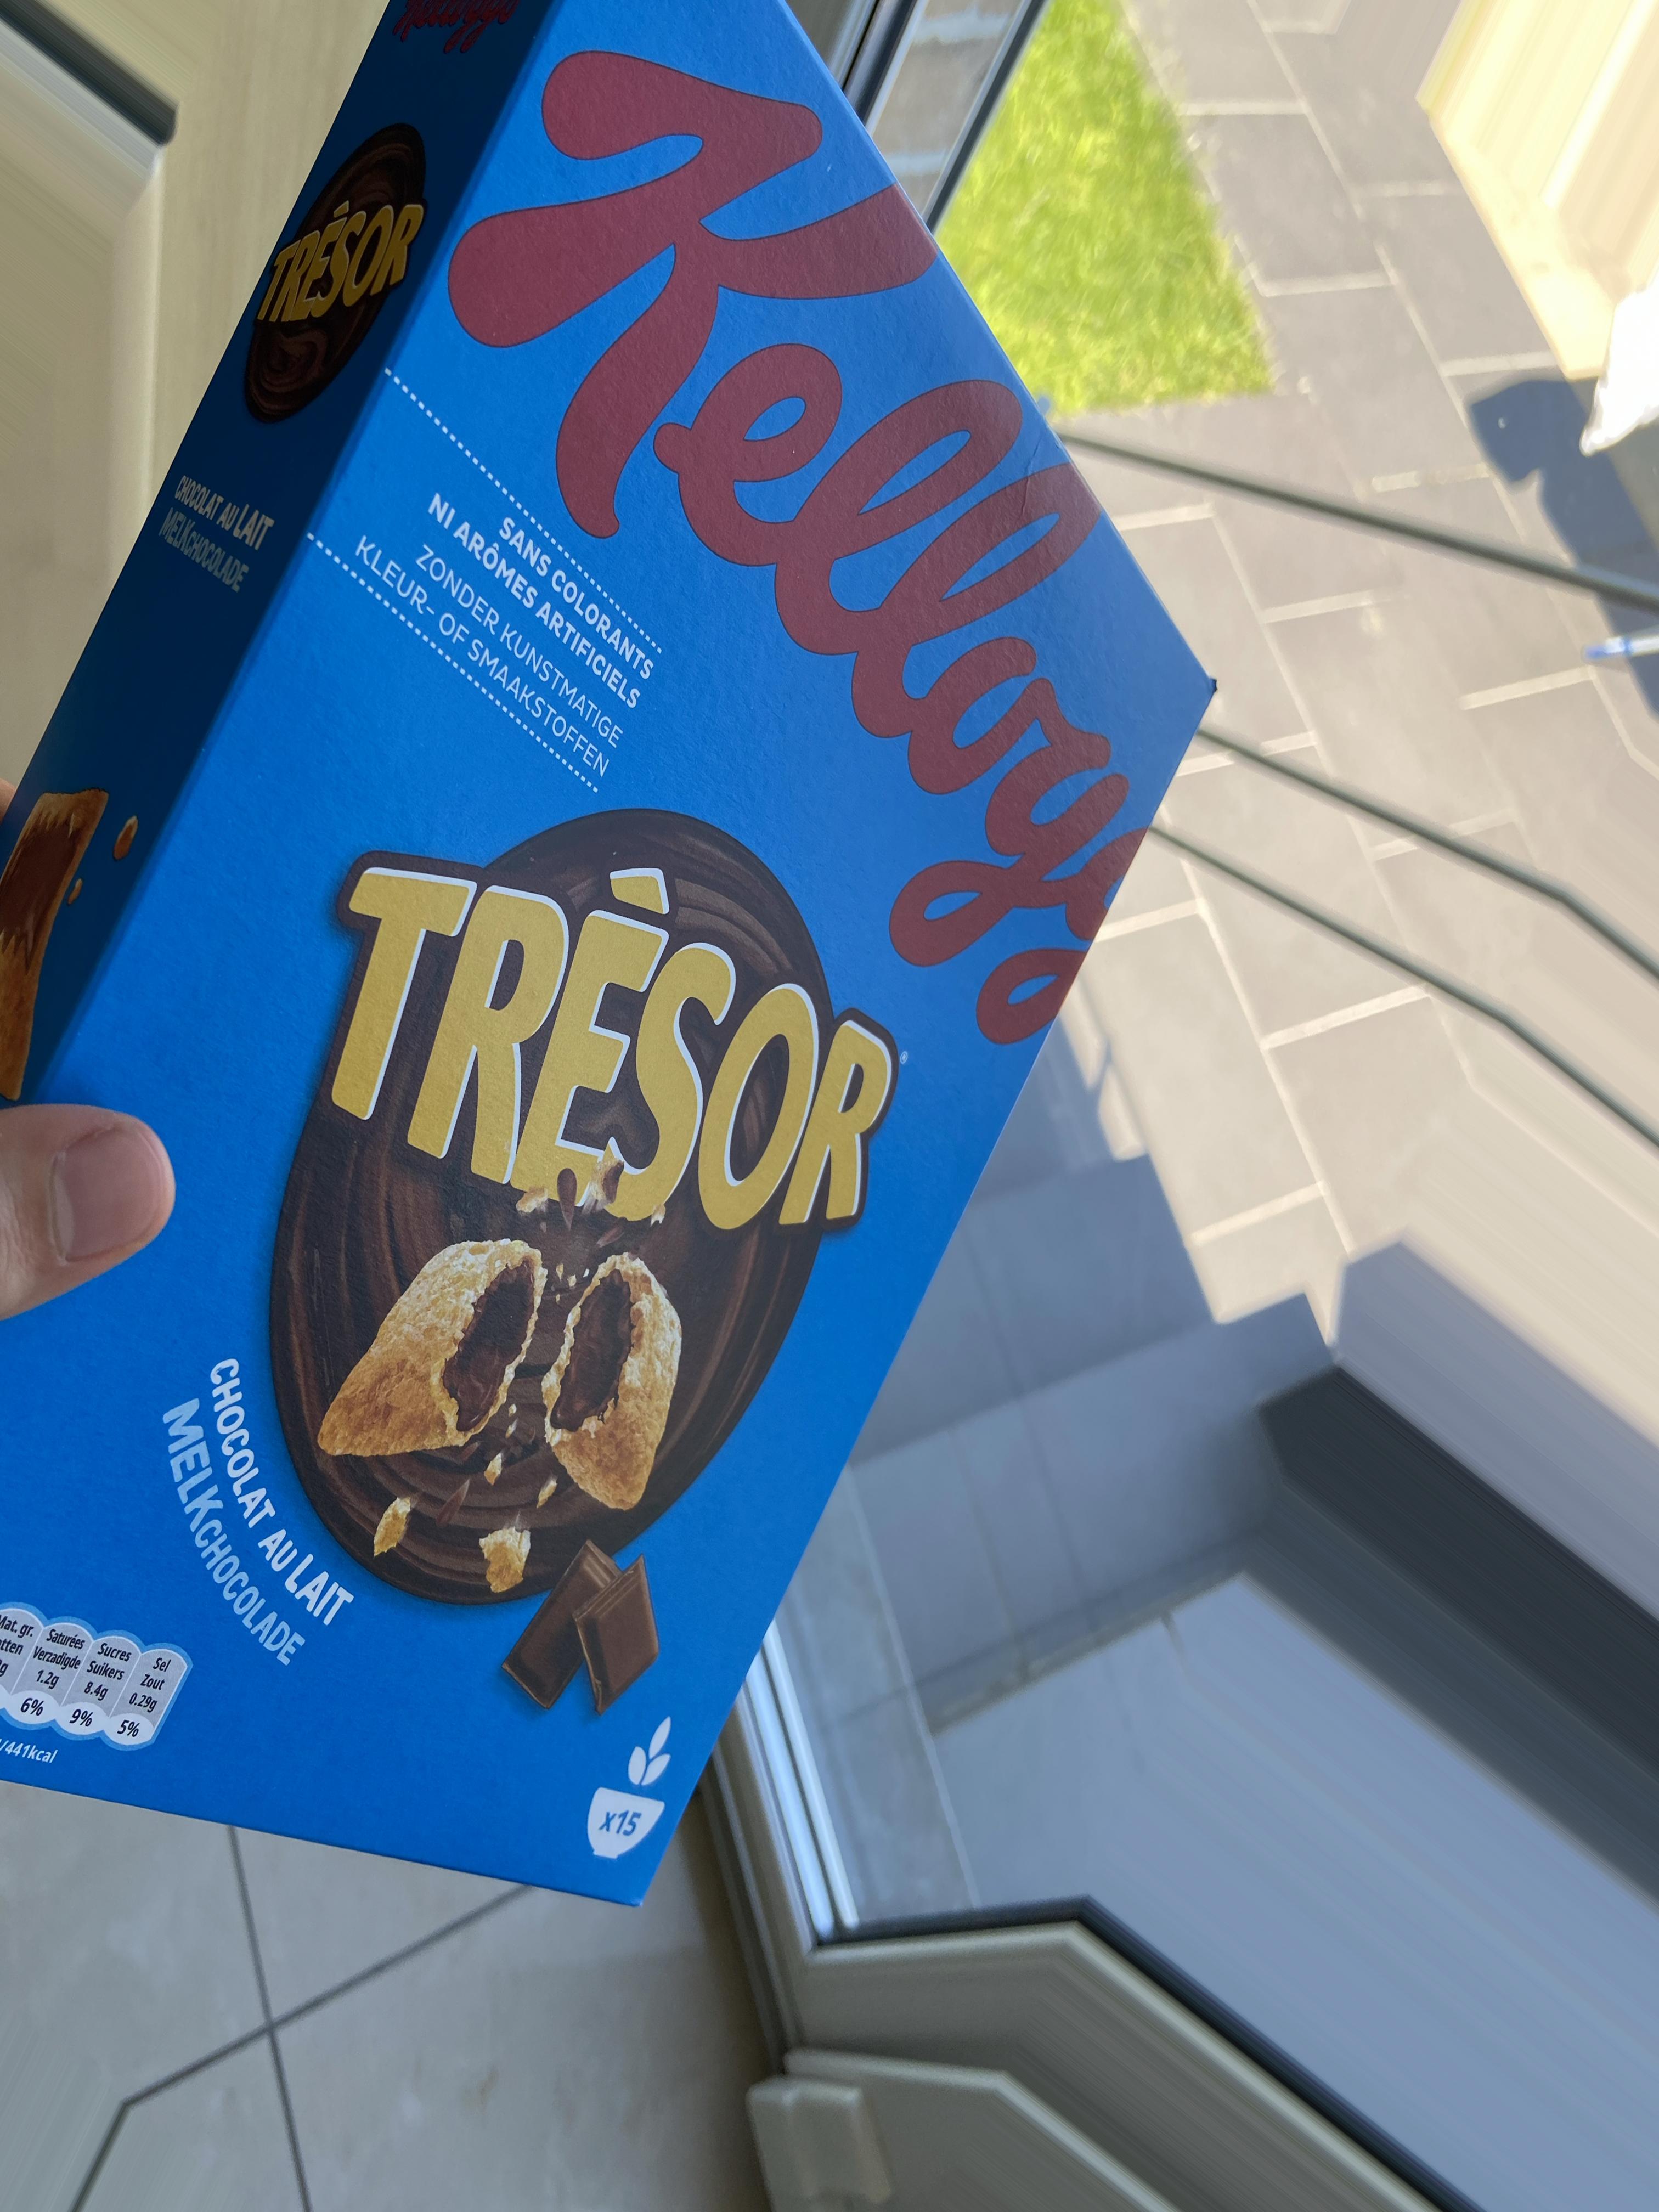 Kellogg
SANS COLORANTS
NI ARÔMES ARTIFICIELS
ZONDER KUNSTMATIGE
KLEUR- OF SMAAKSTOFFEN
TRÉSOR
CHOCOLAT AU LAIT
MELKCHOCOLADE
Mat. gr.
Saturées
Verzadigde
1.2g
6%
Sucres
Suikers
8.4g
9%
Sel
Zout
0.29g
5%
/441kcal
x15
Kellogg
TRÉSOR
CHOCOLAT AU LAIT
MELKCHOCOLADE